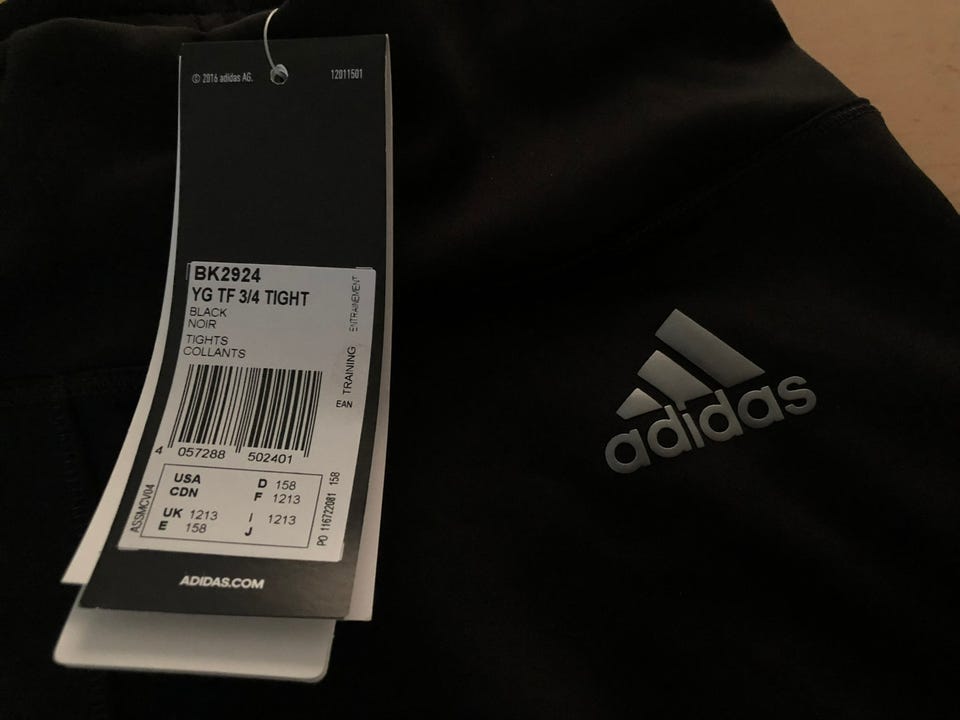 © 2016 adidas AG. 12011501
BK2924
YG TF 3/4 TIGHT
BLACK
NOIR
TIGHTS
COLLANTS
EAN TRAINING ENTRAINEMENT
4 057288 502401
USA D 158
CDN F 1213
UK 1213 I 1213
E 158 J
ASSMCV04
PO 116722081 158
ADIDAS.COM
adidas